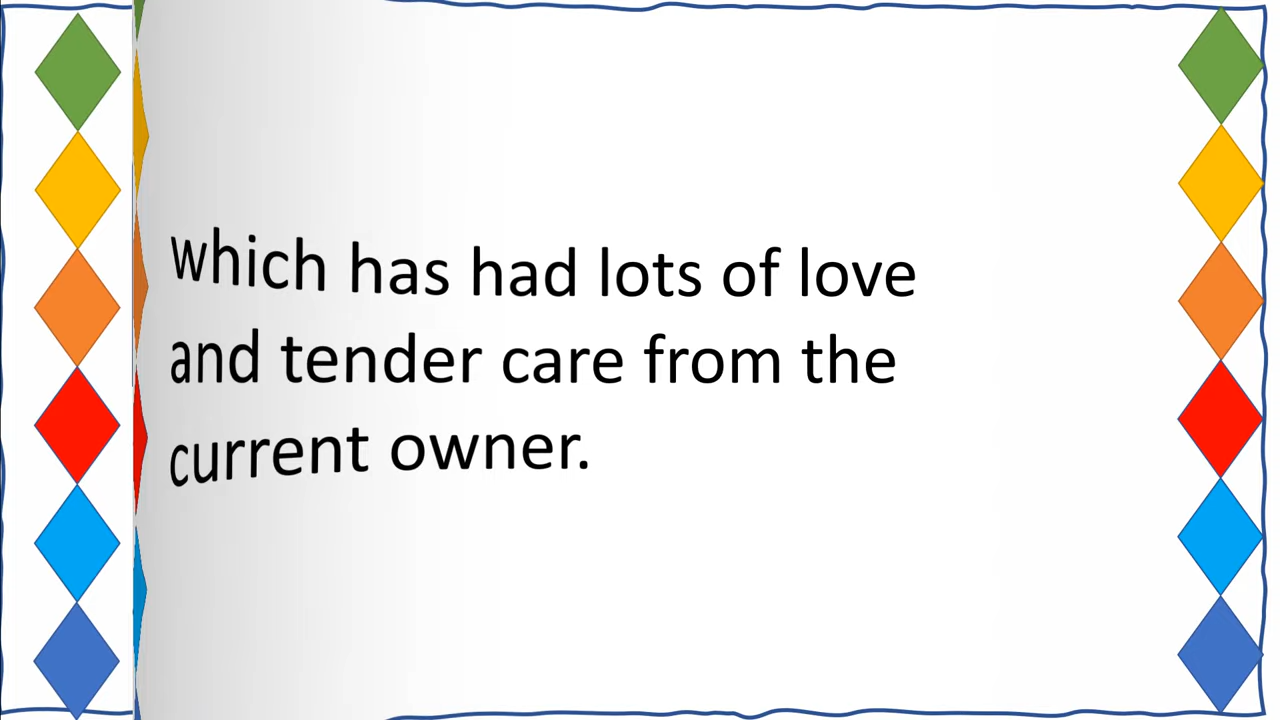 which has had lots of love
and tender care from the
current owner.